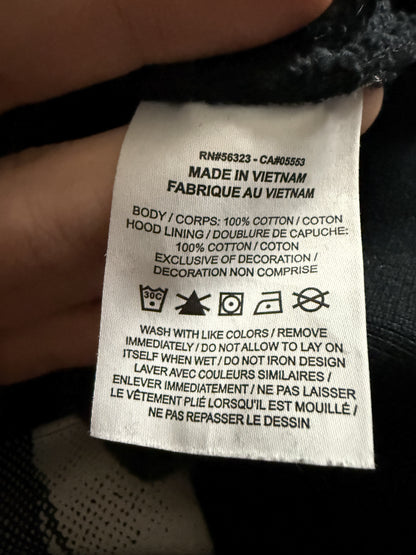 RN#56323 - CA#05553
MADE IN VIETNAM
FABRIQUE AU VIETNAM
BODY / CORPS: 100% COTTON / COTON
HOOD LINING / DOUBLURE DE CAPUCHE:
100% COTTON / COTON
EXCLUSIVE OF DECORATION /
DECORATION NON COMPRISE
30C
WASH WITH LIKE COLORS / REMOVE
IMMEDIATELY / DO NOT ALLOW TO LAY ON
ITSELF WHEN WET / DO NOT IRON DESIGN
LAVER AVEC COULEURS SIMILAIRES /
ENLEVER IMMEDIATEMENT / NE PAS LAISSER
LE VÊTEMENT PLIÉ LORSQU'IL EST MOUILLÉ /
NE PAS REPASSER LE DESSIN